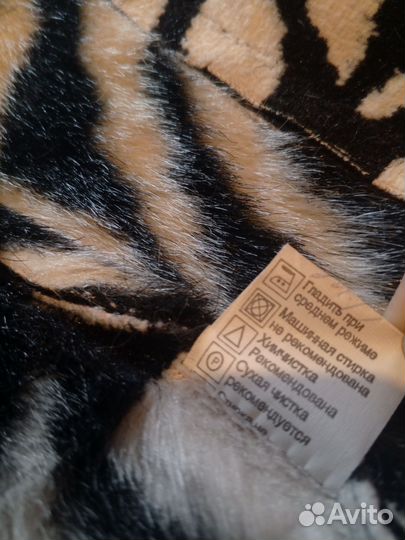 Гладить при
среднем режиме
Машинная стирка
не рекомендована
Химчистка
Рекомендована
Сухая чистка
рекомендуется
Avito